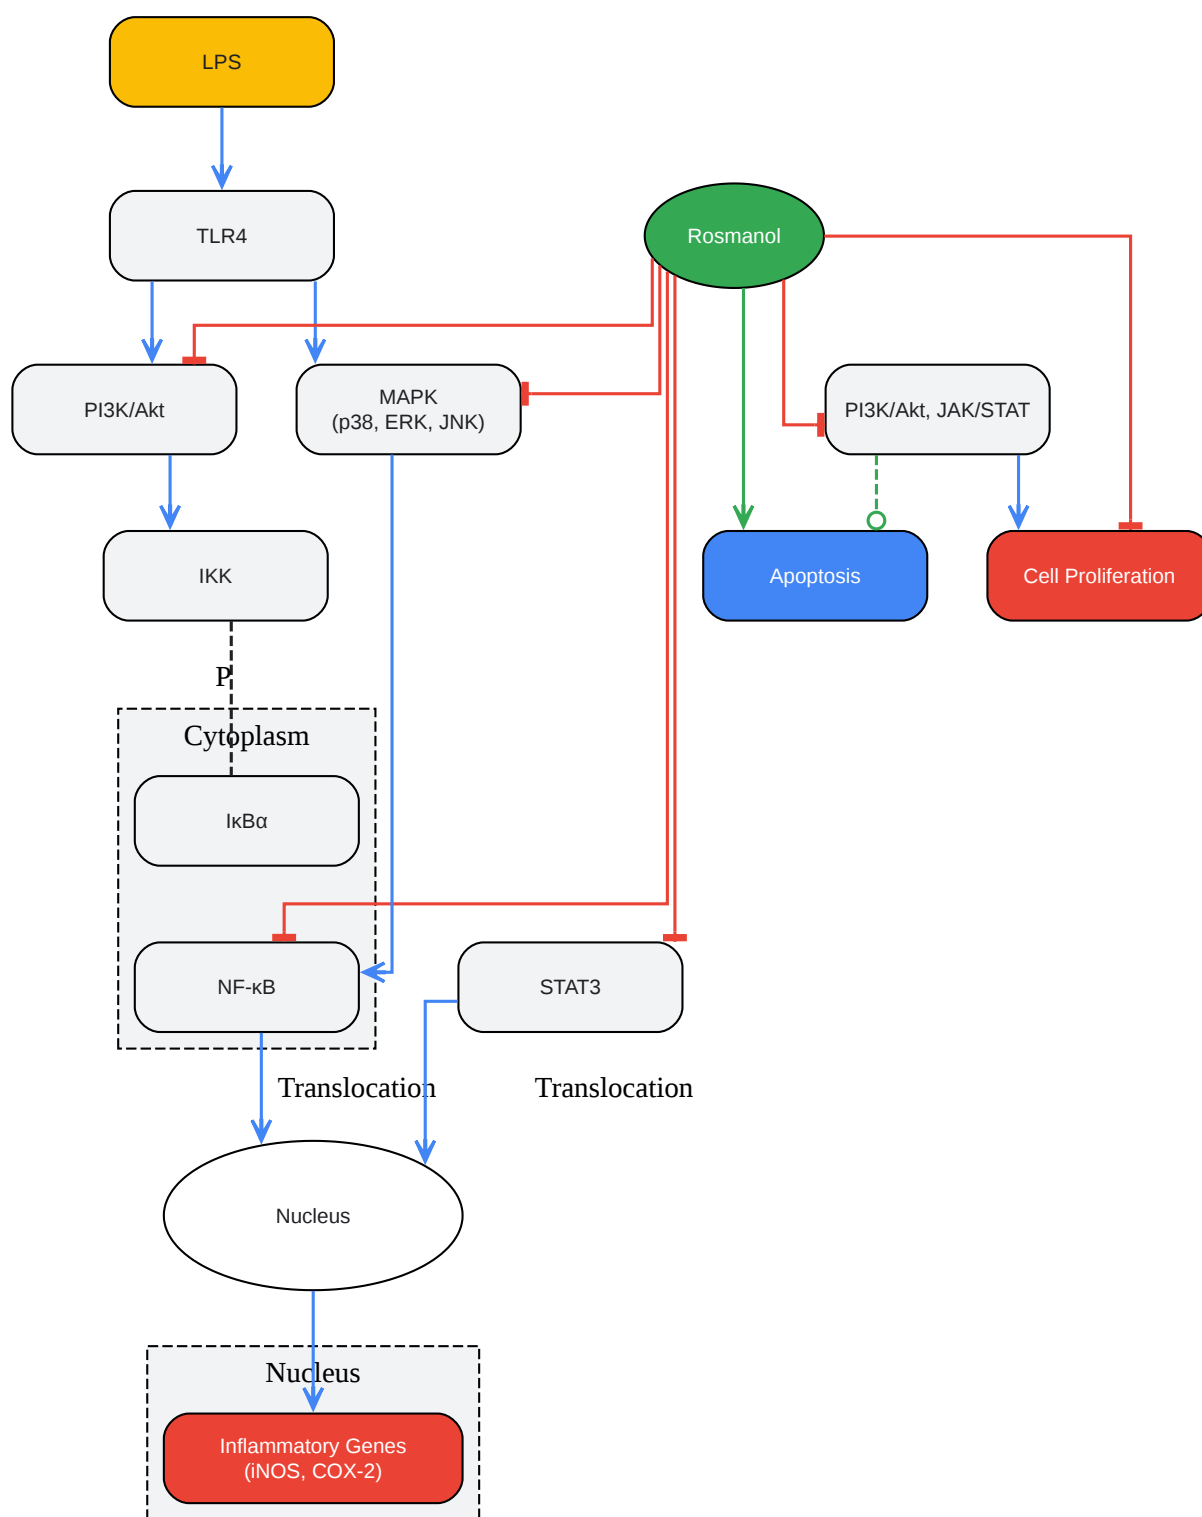 LPS
TLR4
Rosmanol
PI3K/Akt
MAPK
(p38, ERK, JNK)
PI3K/Akt, JAK/STAT
IKK
Apoptosis
Cell Proliferation
P
Cytoplasm
IκBα
NF-κB
STAT3
Translocation
Translocation
Nucleus
Nucleus
Inflammatory Genes
(iNOS, COX-2)